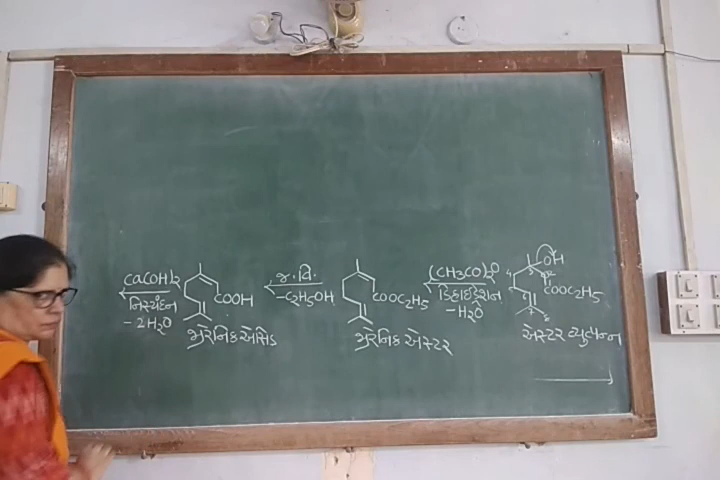 Ca(OH)2
નિસ્યંદન
-2H2O
COOH
જેરેનિક એસિડ
જ.વિ.
-C2H5OH
COOC2H5
જેરેનિક એસ્ટર
(CH3CO)2O
ડિહાઇડ્રેશન
-H2O
OH
COOC2H5
એસ્ટર વ્યુત્પન્ન